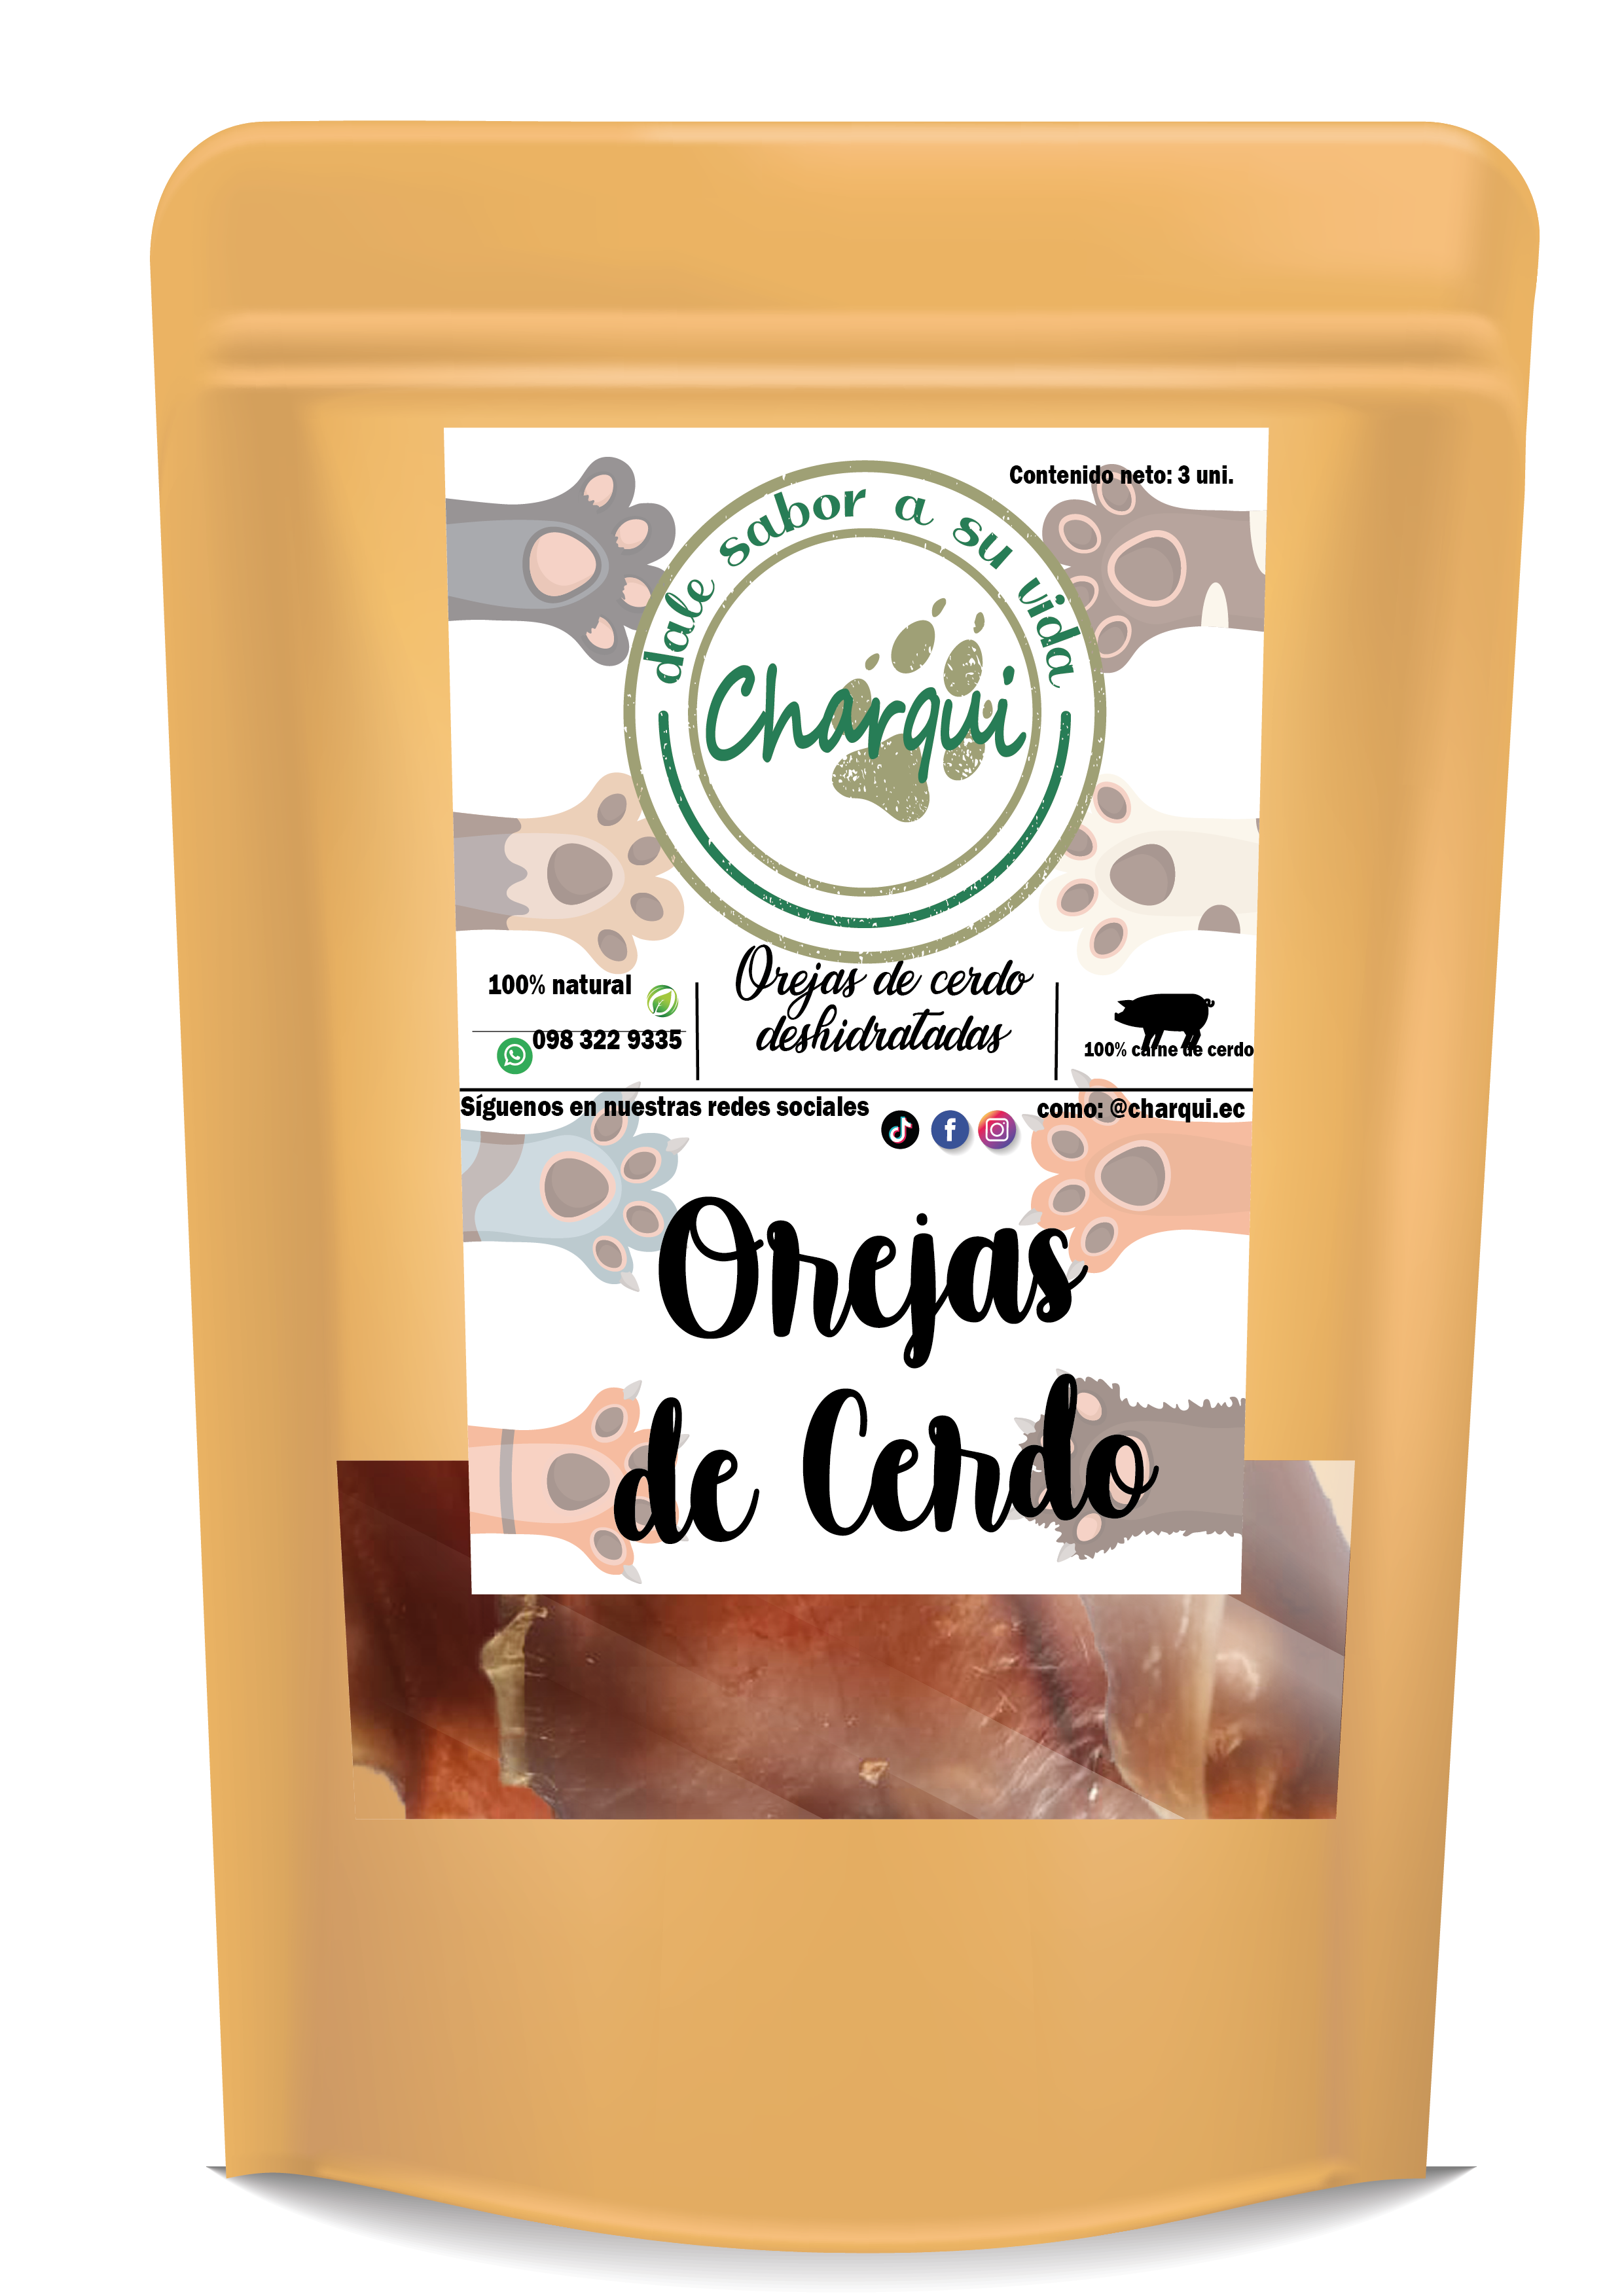 Contenido neto: 3 uni.
dale sabor a su vida
Charqui
100% natural
098 322 9335
Orejas de cerdo
deshidratadas
100% carne de cerdo
Síguenos en nuestras redes sociales
como: @charqui.ec
Orejas
de Cerdo